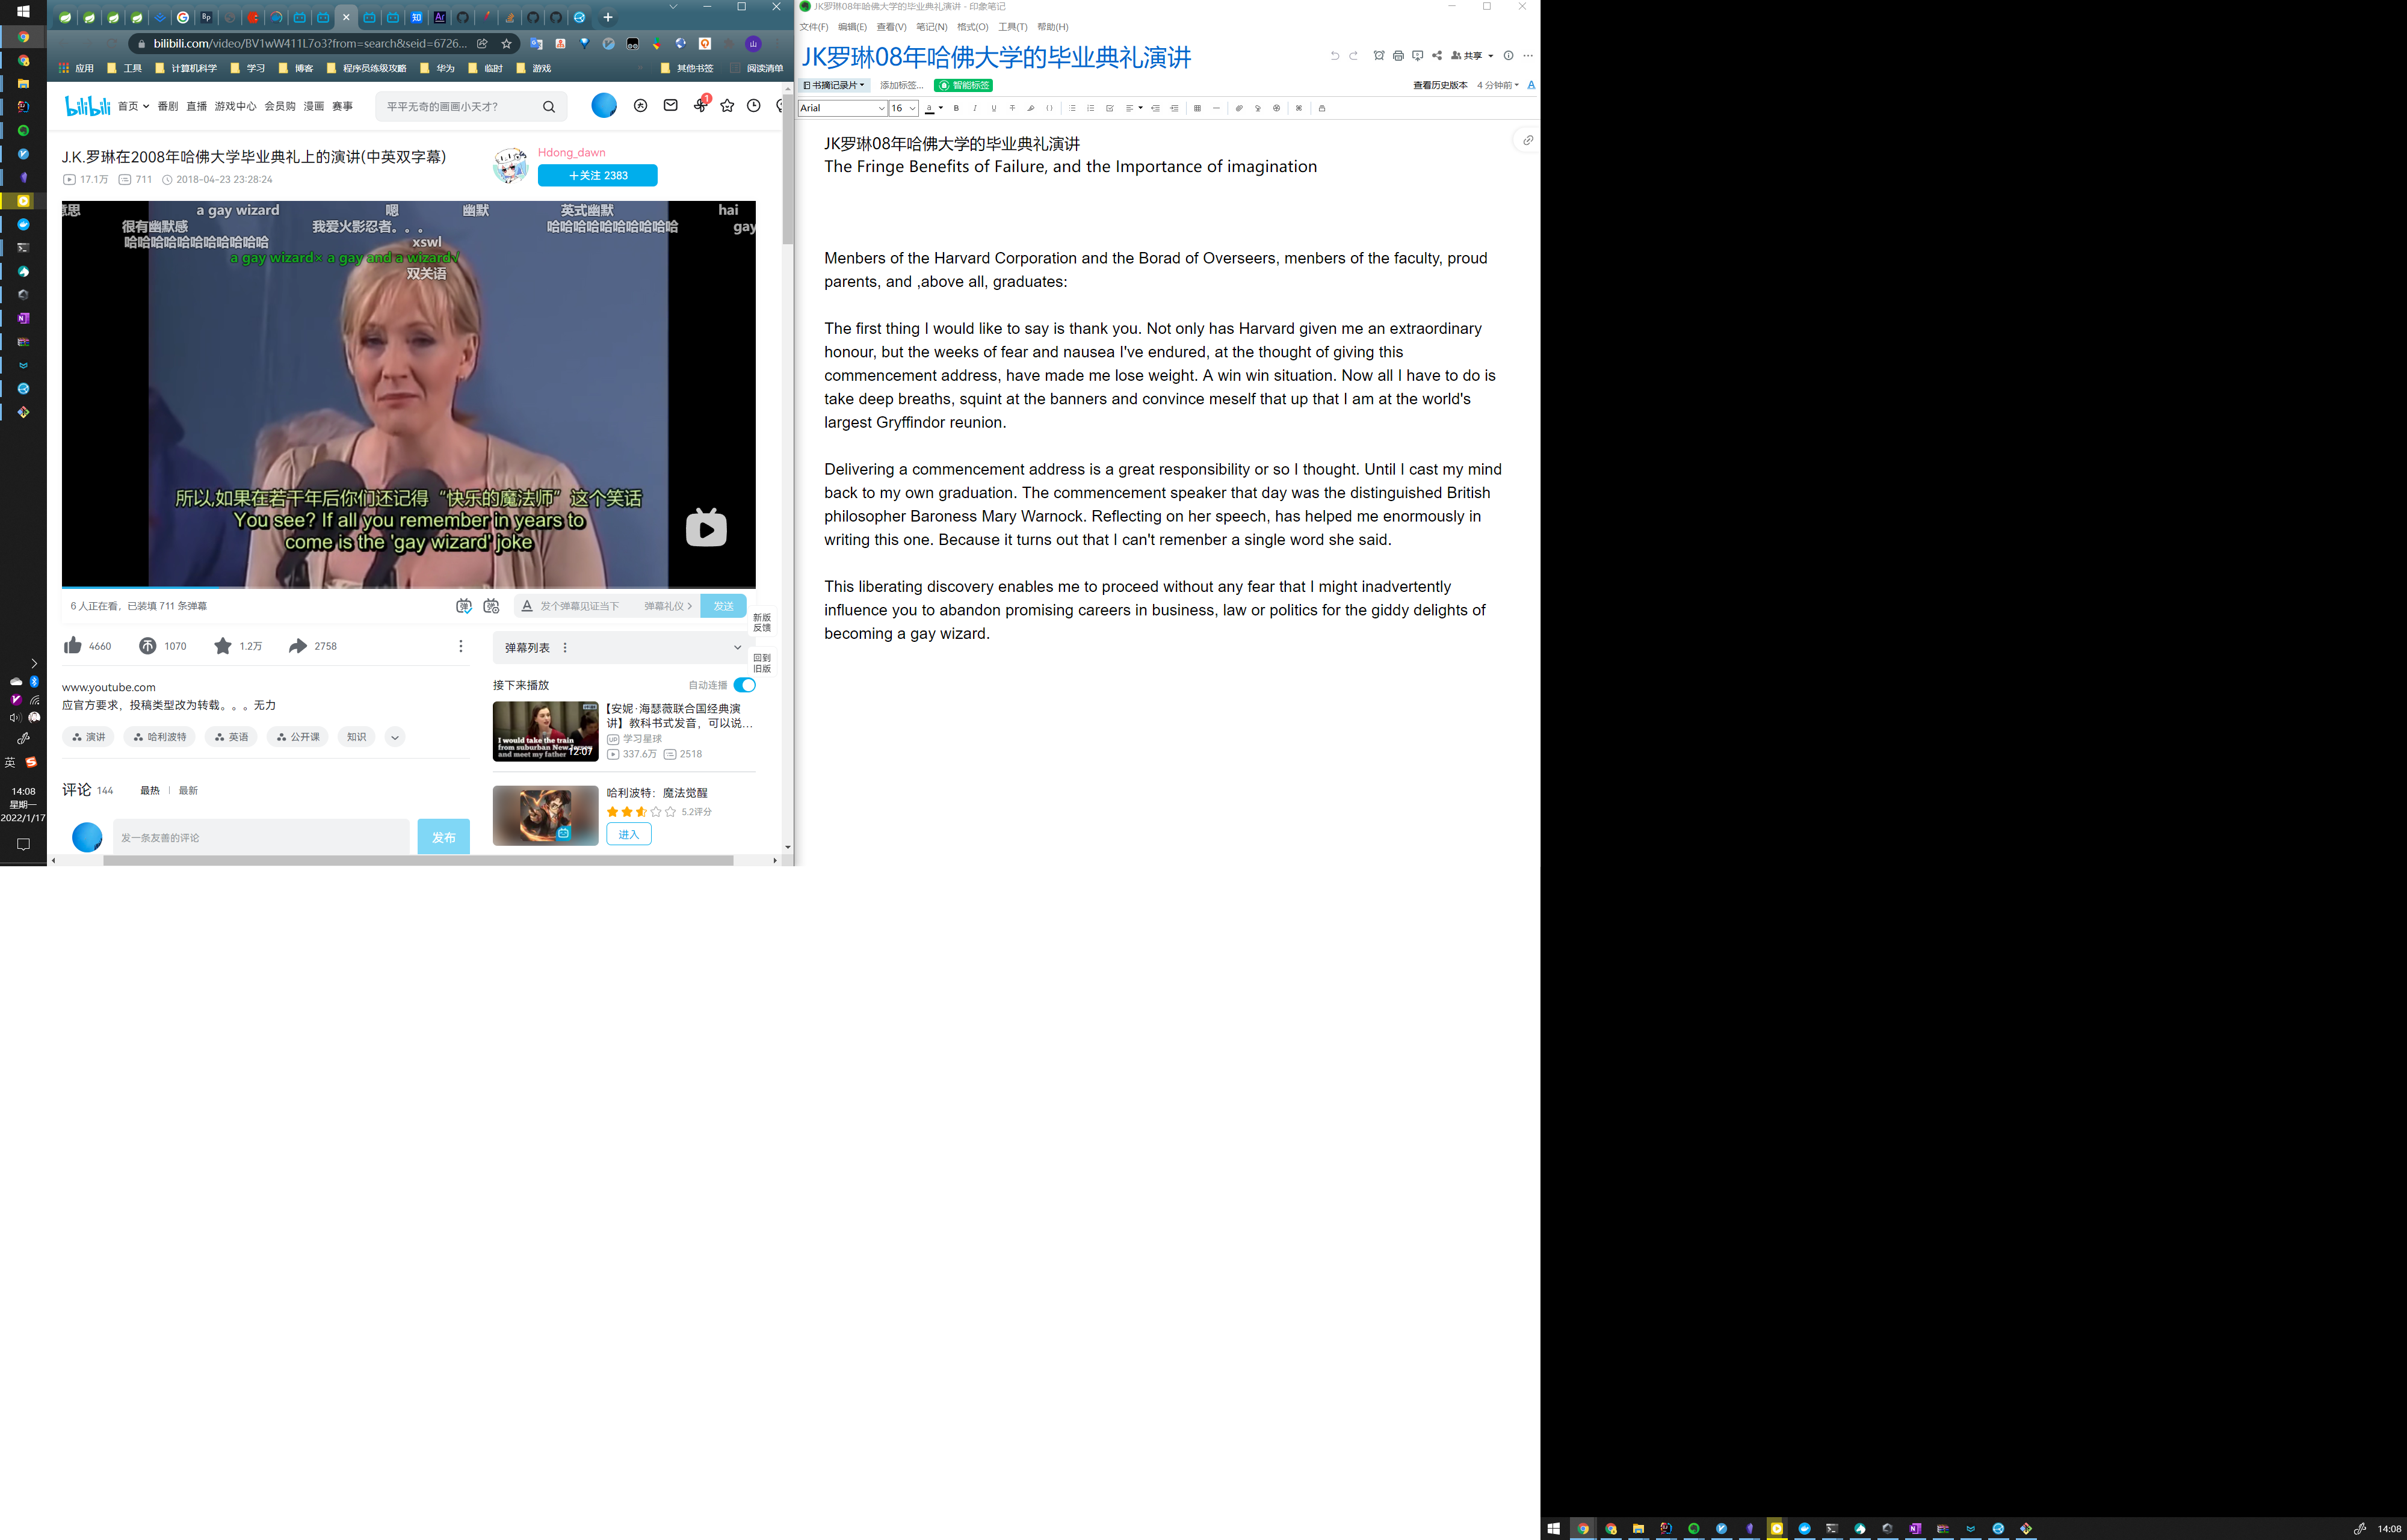 bilibili.com/video/BV1wW411L7o3?from=search&seid=6726...
应用 工具 计算机科学 学习 博客 程序员练级攻略 华为 临时 游戏 其他书签 阅读清单
bilibili 首页 番剧 直播 游戏中心 会员购 漫画 赛事 平平无奇的画画小天才? 1
J.K.罗琳在2008年哈佛大学毕业典礼上的演讲(中英双字幕)
17.1万 711 2018-04-23 23:28:24
Hdong_dawn
+关注 2383
意思 a gay wizard 嗯 幽默 英式幽默 hai
很有幽默感 我爱火影忍者。。。 哈哈哈哈哈哈哈哈哈哈 gay
哈哈哈哈哈哈哈哈哈哈哈 xswl
a gay wizard× a gay and a wizard√
双关语
所以,如果在若干年后你们还记得“快乐的魔法师”这个笑话
You see? If all you remember in years to
come is the 'gay wizard' joke
6 人正在看，已装填 711 条弹幕 发个弹幕见证当下 弹幕礼仪 发送
新版
反馈
4660 1070 1.2万 2758
弹幕列表
回到
旧版
www.youtube.com
应官方要求，投稿类型改为转载。。。无力
演讲 哈利波特 英语 公开课 知识
接下来播放 自动连播
【安妮·海瑟薇联合国经典演
讲】教科书式发音，可以说...
UP 学习星球
337.6万 2518
I would take the train
from suburban New Jersey
and meet my father 12:07
评论 144 最热 最新
发一条友善的评论 发布
哈利波特：魔法觉醒
5.2评分
进入
英
14:08
星期一
2022/1/17
JK罗琳08年哈佛大学的毕业典礼演讲 - 印象笔记
文件(F) 编辑(E) 查看(V) 笔记(N) 格式(O) 工具(T) 帮助(H)
JK罗琳08年哈佛大学的毕业典礼演讲
共享
书摘记录片 添加标签... 智能标签 查看历史版本 4 分钟前
Arial 16
JK罗琳08年哈佛大学的毕业典礼演讲
The Fringe Benefits of Failure, and the Importance of imagination
Menbers of the Harvard Corporation and the Borad of Overseers, menbers of the faculty, proud
parents, and ,above all, graduates:
The first thing I would like to say is thank you. Not only has Harvard given me an extraordinary
honour, but the weeks of fear and nausea I've endured, at the thought of giving this
commencement address, have made me lose weight. A win win situation. Now all I have to do is
take deep breaths, squint at the banners and convince meself that up that I am at the world's
largest Gryffindor reunion.
Delivering a commencement address is a great responsibility or so I thought. Until I cast my mind
back to my own graduation. The commencement speaker that day was the distinguished British
philosopher Baroness Mary Warnock. Reflecting on her speech, has helped me enormously in
writing this one. Because it turns out that I can't remenber a single word she said.
This liberating discovery enables me to proceed without any fear that I might inadvertently
influence you to abandon promising careers in business, law or politics for the giddy delights of
becoming a gay wizard.
14:08